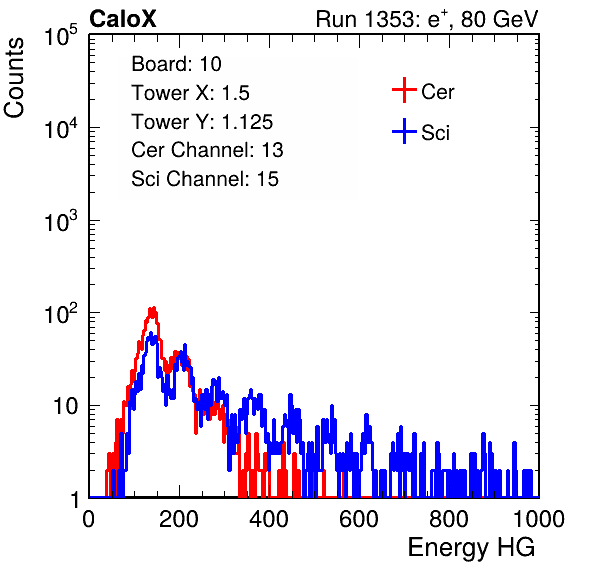 CaloX Run 1353: e⁺, 80 GeV
Counts
10⁵
10⁴
10³
10²
10
1
Board: 10
Tower X: 1.5
Tower Y: 1.125
Cer Channel: 13
Sci Channel: 15
Cer
Sci
0 200 400 600 800 1000
Energy HG